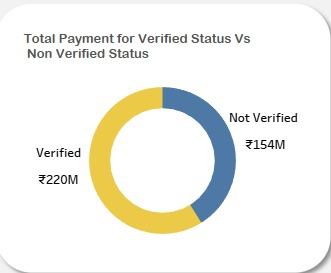 Total Payment for Verified Status Vs
Non Verified Status
Not Verified
₹154M
Verified
₹220M